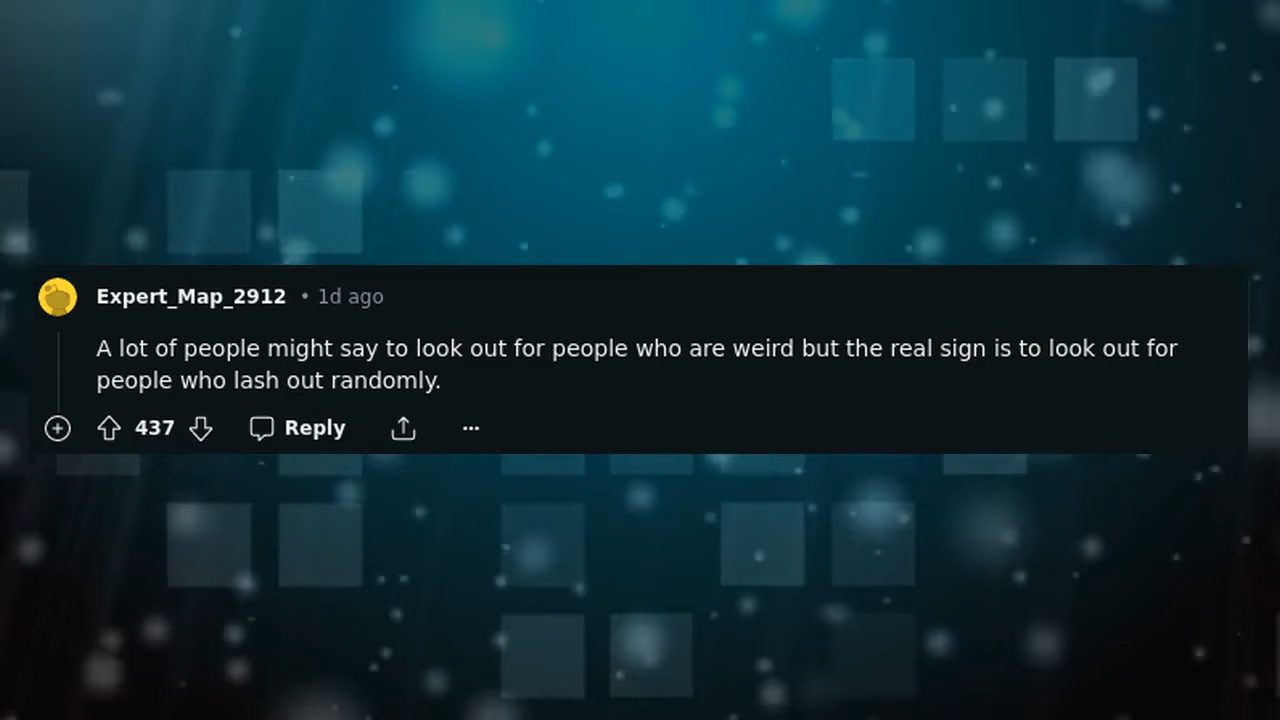 Expert_Map_2912 • 1d ago
A lot of people might say to look out for people who are weird but the real sign is to look out for
people who lash out randomly.
437 Reply